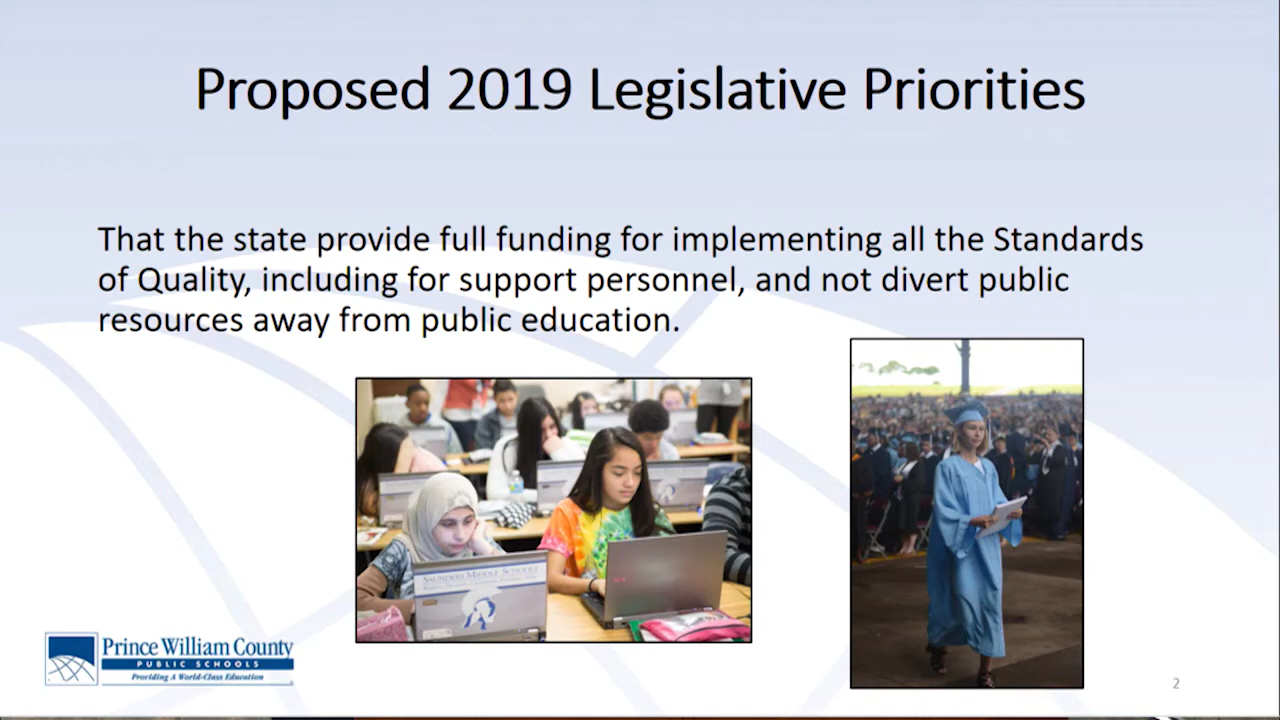 Proposed 2019 Legislative Priorities
That the state provide full funding for implementing all the Standards
of Quality, including for support personnel, and not divert public
resources away from public education.
SAUNDERS MIDDLE SCHOOL
Prince William County
PUBLIC SCHOOLS
Providing A World-Class Education
2